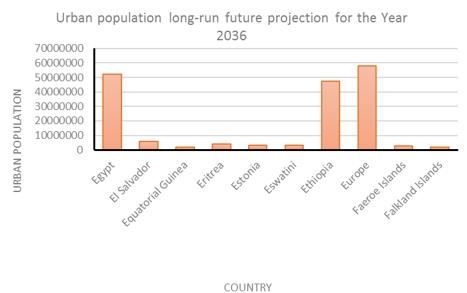 Urban population long-run future projection for the Year
2036
70000000
60000000
50000000
40000000
30000000
20000000
10000000
0
URBAN POPULATION
Egypt
El Salvador
Equatorial Guinea
Eritrea
Estonia
Eswatini
Ethiopia
Europe
Faeroe Islands
Falkland Islands
COUNTRY